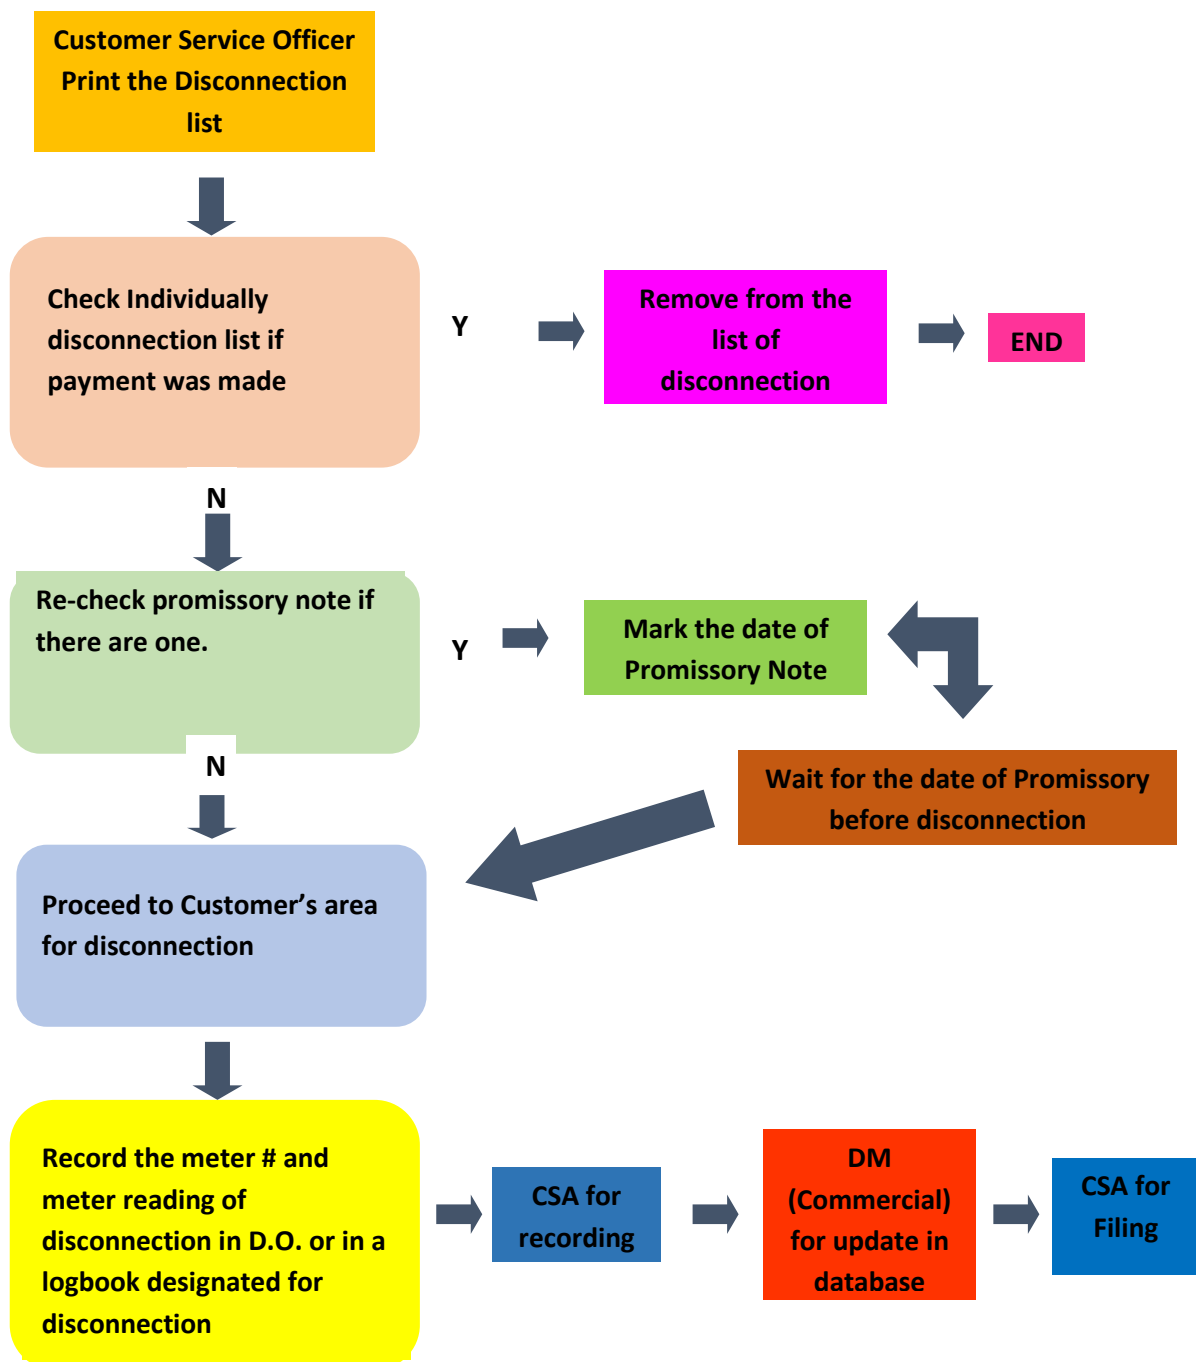 Customer Service Officer
Print the Disconnection
list
Check Individually
disconnection list if
payment was made
Y
Remove from the
list of
disconnection
END
N
Re-check promissory note if
there are one.
Y
Mark the date of
Promissory Note
N
Wait for the date of Promissory
before disconnection
Proceed to Customer’s area
for disconnection
Record the meter # and
meter reading of
disconnection in D.O. or in a
logbook designated for
disconnection
CSA for
recording
DM
(Commercial)
for update in
database
CSA for
Filing